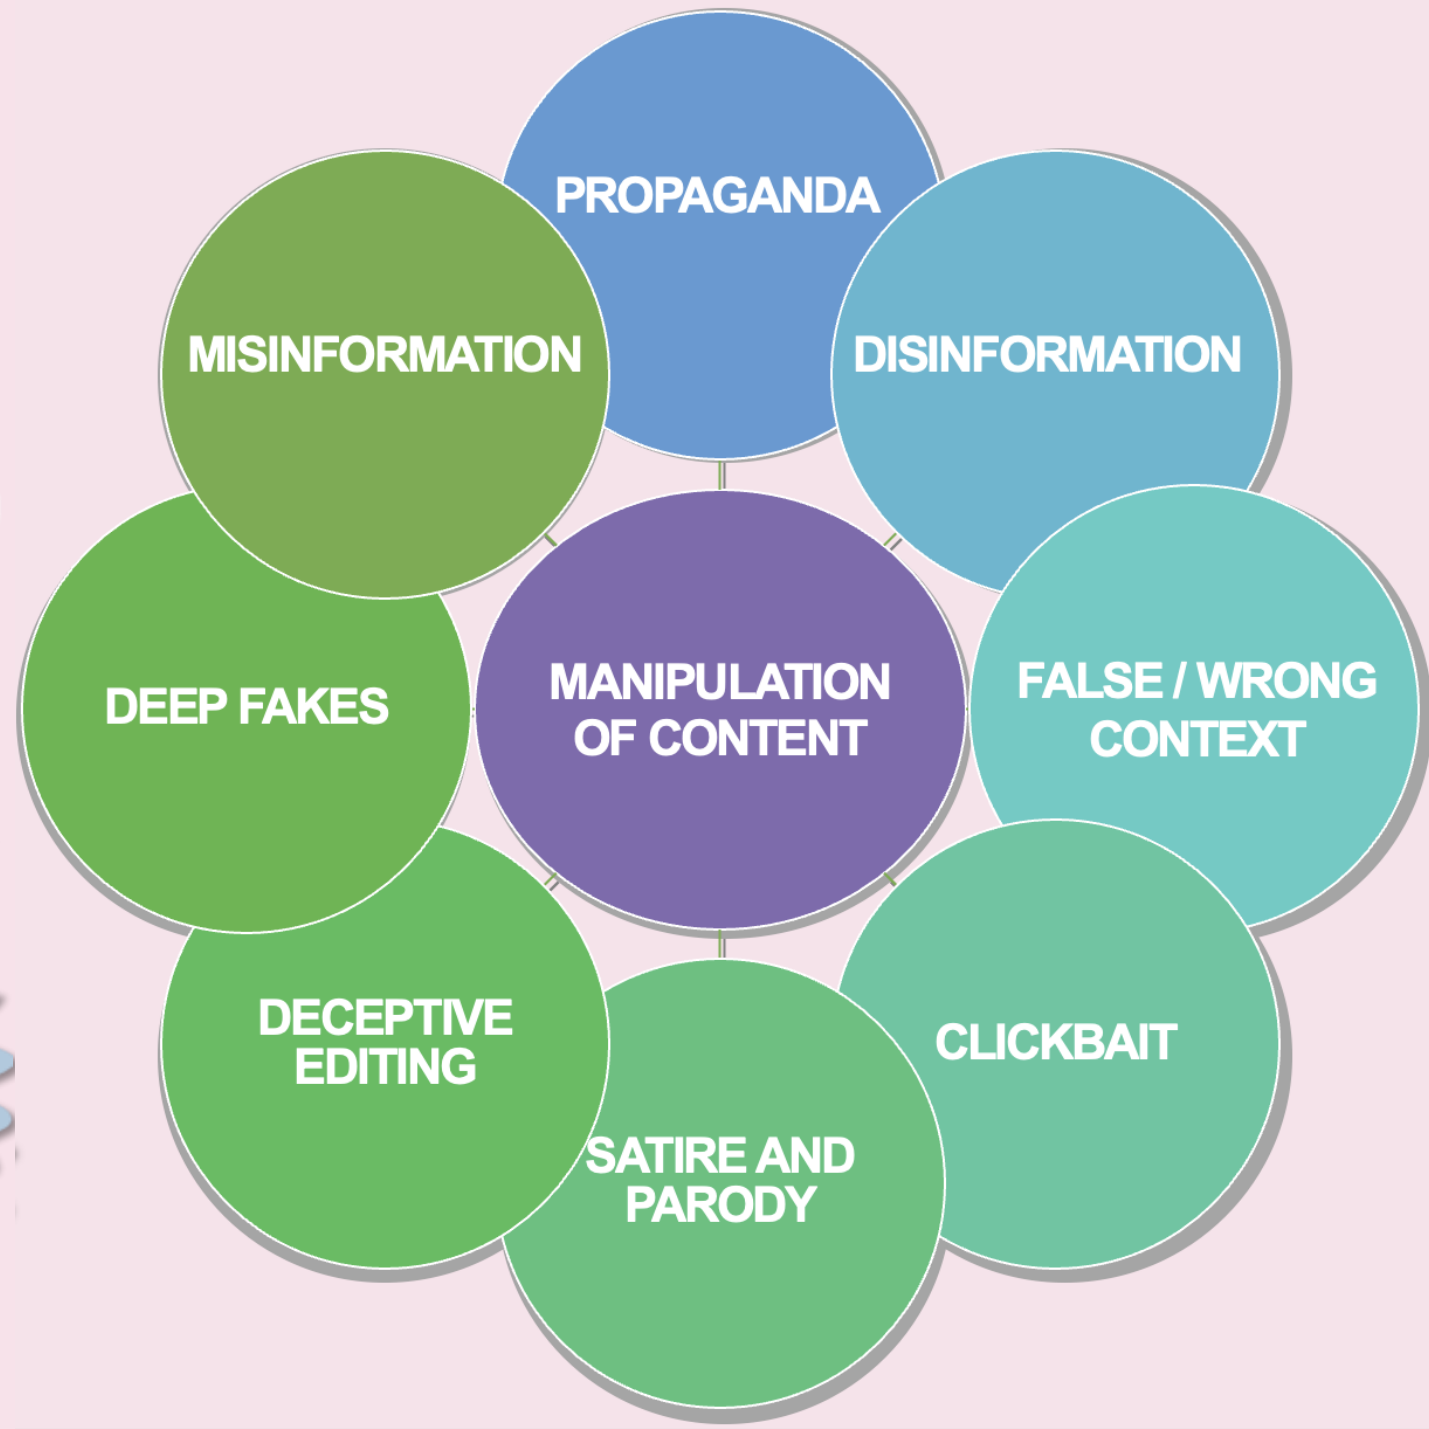 PROPAGANDA
MISINFORMATION
DISINFORMATION
DEEP FAKES
MANIPULATION
OF CONTENT
FALSE / WRONG
CONTEXT
DECEPTIVE
EDITING
CLICKBAIT
SATIRE AND
PARODY